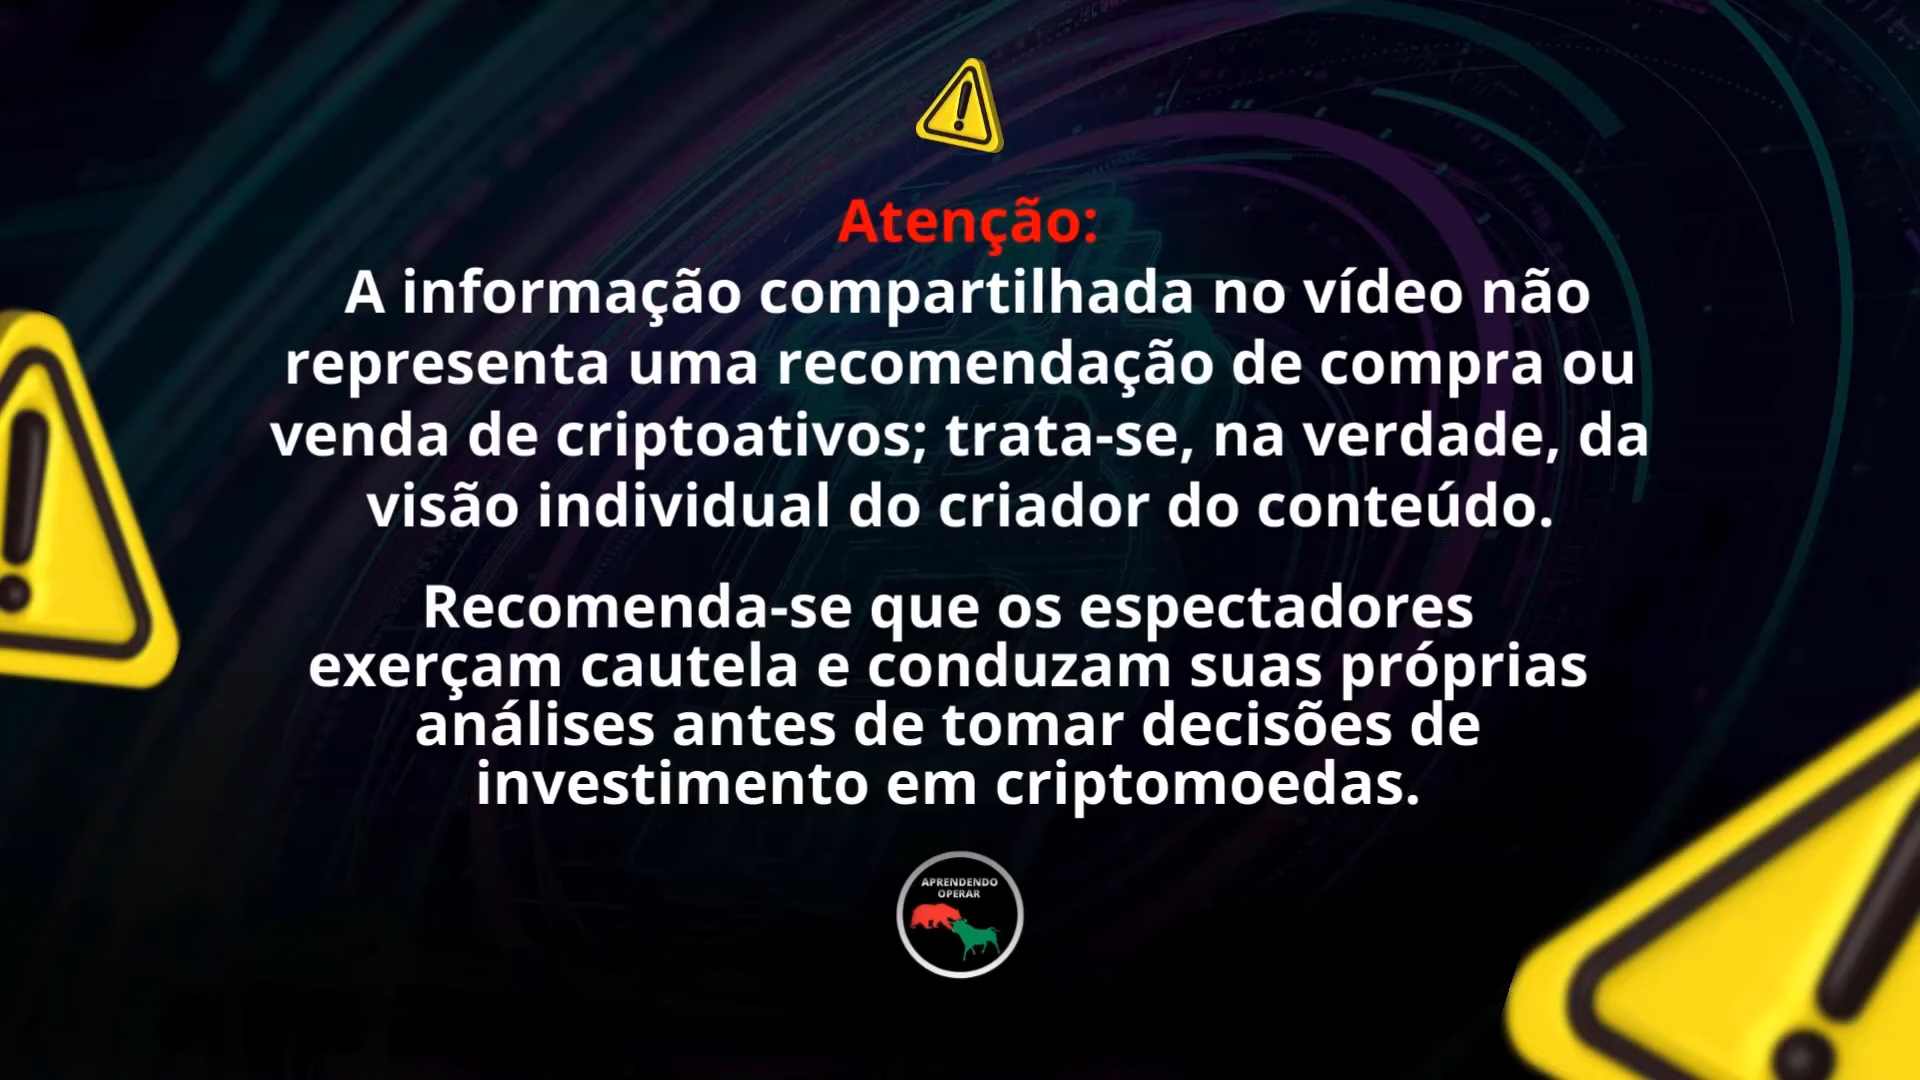 Atenção:
A informação compartilhada no vídeo não
representa uma recomendação de compra ou
venda de criptoativos; trata-se, na verdade, da
visão individual do criador do conteúdo.
Recomenda-se que os espectadores
exerçam cautela e conduzam suas próprias
análises antes de tomar decisões de
investimento em criptomoedas.
APRENDENDO
OPERAR